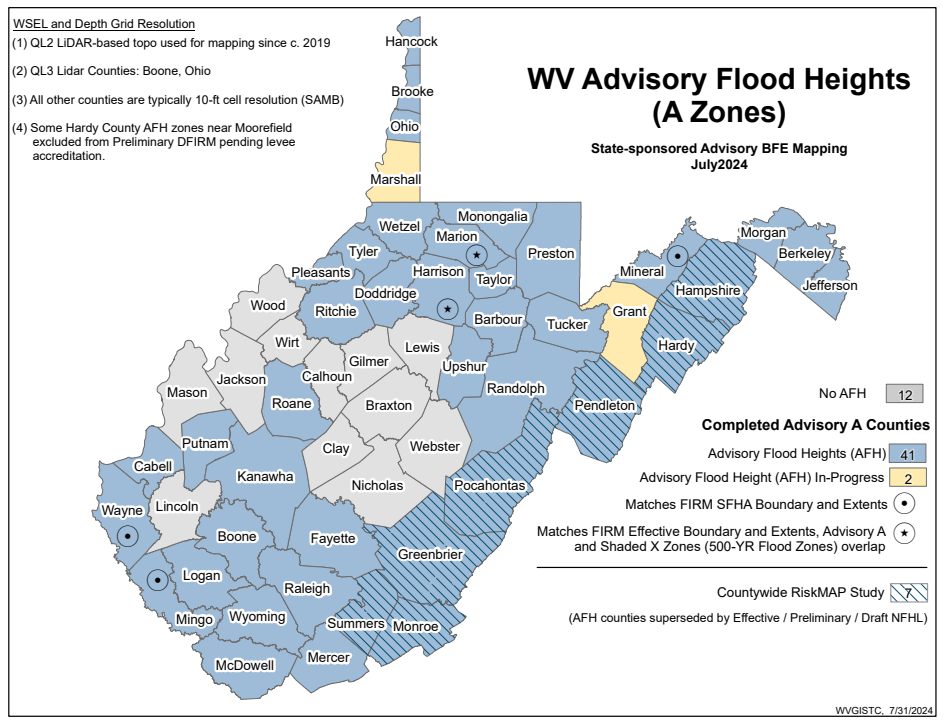 WSEL and Depth Grid Resolution
(1) QL2 LiDAR-based topo used for mapping since c. 2019
(2) QL3 Lidar Counties: Boone, Ohio
(3) All other counties are typically 10-ft cell resolution (SAMB)
(4) Some Hardy County AFH zones near Moorefield
excluded from Preliminary DFIRM pending levee
accreditation.
WV Advisory Flood Heights
(A Zones)
State-sponsored Advisory BFE Mapping
July2024
Hancock
Brooke
Ohio
Marshall
Wetzel
Monongalia
Marion
Preston
Tyler
Pleasants
Harrison
Taylor
Doddridge
Ritchie
Barbour
Tucker
Mineral
Hampshire
Morgan
Berkeley
Jefferson
Grant
Hardy
Wood
Wirt
Lewis
Gilmer
Calhoun
Upshur
Randolph
Pendleton
Mason
Jackson
Roane
Braxton
Webster
Clay
Nicholas
Putnam
Cabell
Kanawha
Pocahontas
Lincoln
Wayne
Boone
Fayette
Greenbrier
Logan
Raleigh
Mingo
Wyoming
Summers
Monroe
Mercer
McDowell
No AFH 12
Completed Advisory A Counties
Advisory Flood Heights (AFH) 41
Advisory Flood Height (AFH) In-Progress 2
Matches FIRM SFHA Boundary and Extents
Matches FIRM Effective Boundary and Extents, Advisory A
and Shaded X Zones (500-YR Flood Zones) overlap
Countywide RiskMAP Study 7
(AFH counties superseded by Effective / Preliminary / Draft NFHL)
WVGISTC, 7/31/2024